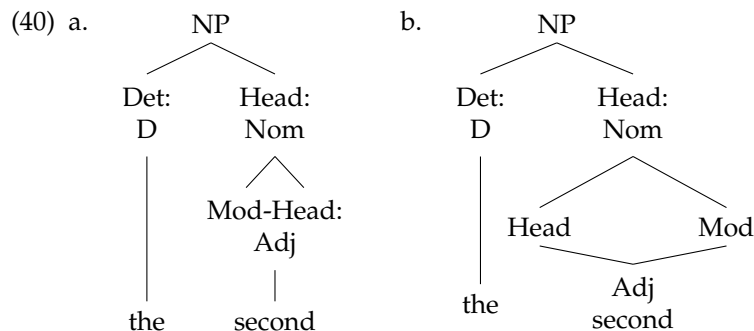 (40) a. NP b. NP
Det: Head: Det: Head:
D Nom D Nom
Mod-Head: Head Mod
Adj
Adj
the second the second